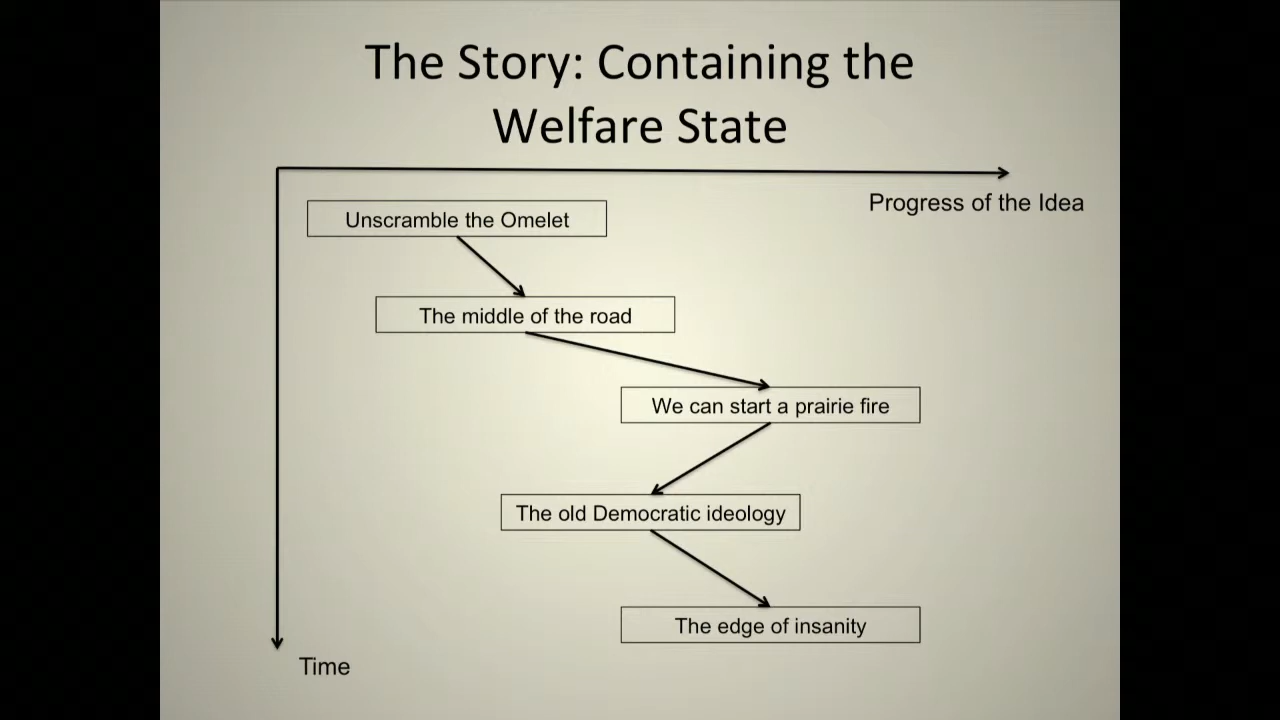 The Story: Containing the
Welfare State
Progress of the Idea
Unscramble the Omelet
The middle of the road
We can start a prairie fire
The old Democratic ideology
The edge of insanity
Time